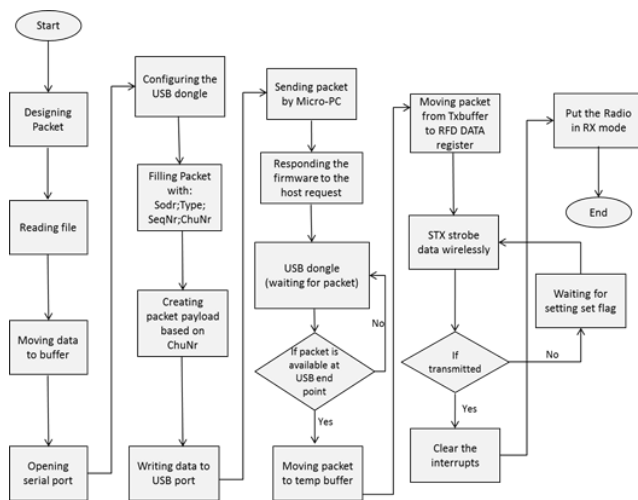 Start
Designing
Packet
Reading file
Moving data
to buffer
Opening
serial port
Configuring the
USB dongle
Filling Packet
with:
Sodr;Type;
SeqNr;ChuNr
Creating
packet payload
based on
ChuNr
Writing data to
USB port
Sending packet
by Micro-PC
Responding the
firmware to the
host request
USB dongle
(waiting for packet)
No
If packet is
available at
USB end
point
Yes
Moving packet
to temp buffer
Moving packet
from Txbuffer
to RFD DATA
register
STX strobe
data wirelessly
Waiting for
setting set flag
If
transmitted
No
Yes
Clear the
interrupts
Put the Radio
in RX mode
End